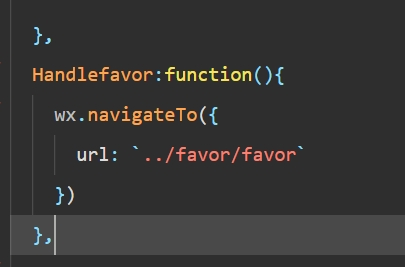 },
Handlefavor:function(){
wx.navigateTo({
url: `../favor/favor`
})
},